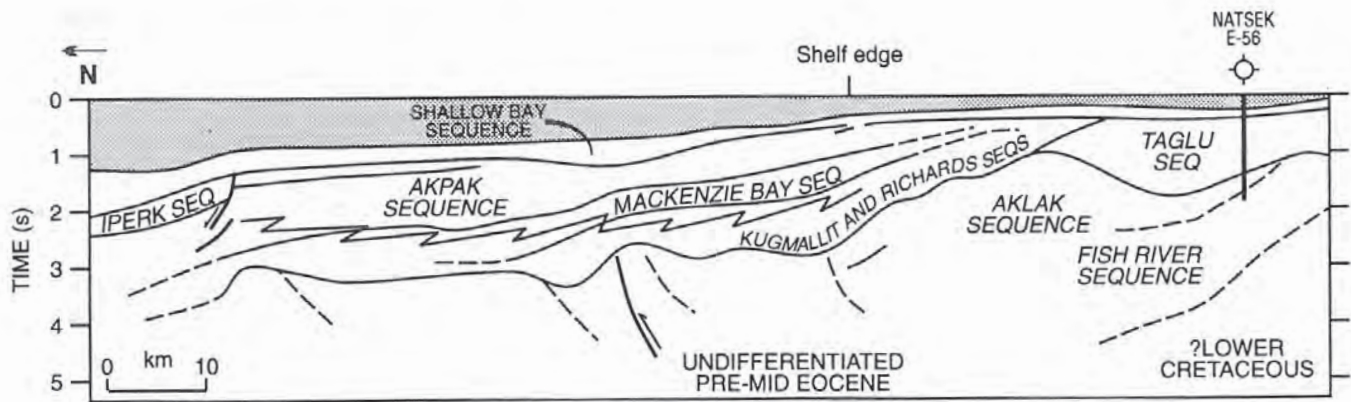 NATSEK
E-56
Shelf edge
N
0
SHALLOW BAY
SEQUENCE
TAGLU
SEQ
1
AKPAK
SEQUENCE
MACKENZIE BAY SEQ
KUGMALLIT AND RICHARDS SEQS
IPERK SEQ
2
AKLAK
SEQUENCE
TIME (s)
3
FISH RIVER
SEQUENCE
4
km
0 10
UNDIFFERENTIATED
PRE-MID EOCENE
?LOWER
CRETACEOUS
5